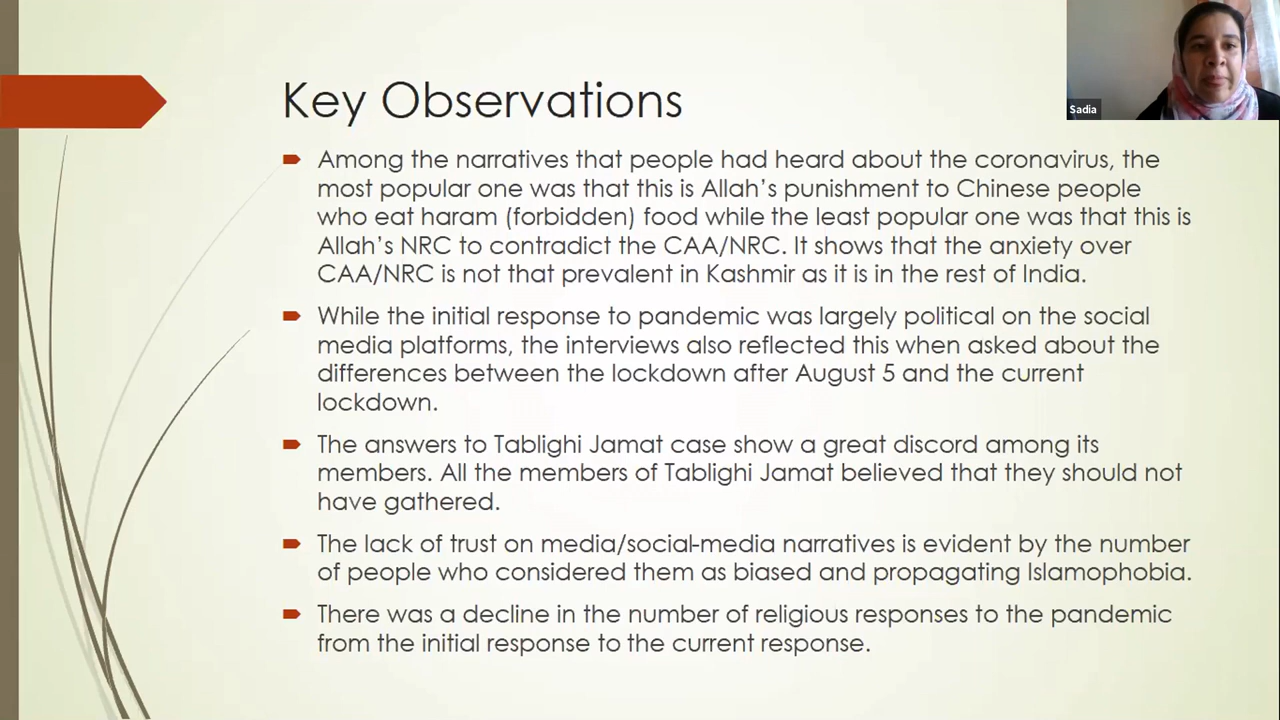 Key Observations
Sadia
Among the narratives that people had heard about the coronavirus, the
most popular one was that this is Allah’s punishment to Chinese people
who eat haram (forbidden) food while the least popular one was that this is
Allah’s NRC to contradict the CAA/NRC. It shows that the anxiety over
CAA/NRC is not that prevalent in Kashmir as it is in the rest of India.
While the initial response to pandemic was largely political on the social
media platforms, the interviews also reflected this when asked about the
differences between the lockdown after August 5 and the current
lockdown.
The answers to Tablighi Jamat case show a great discord among its
members. All the members of Tablighi Jamat believed that they should not
have gathered.
The lack of trust on media/social-media narratives is evident by the number
of people who considered them as biased and propagating Islamophobia.
There was a decline in the number of religious responses to the pandemic
from the initial response to the current response.